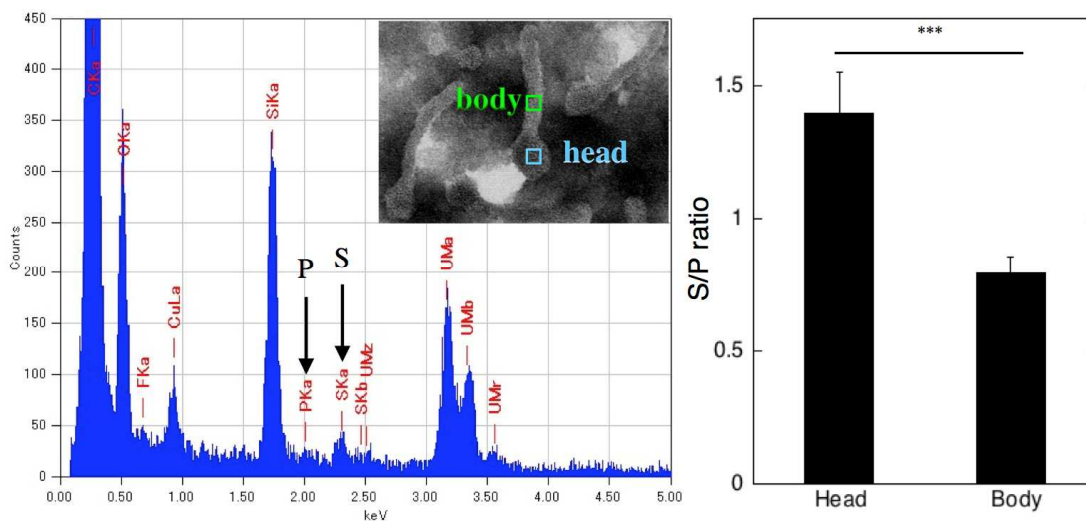 450
400
350
300
250
200
150
100
50
0
Counts
CKa
OKa
FKa
CuLa
SiKa
P
PKa
S
SKa
SKb
UMz
UMa
UMb
UMr
body
head
0.00 0.50 1.00 1.50 2.00 2.50 3.00 3.50 4.00 4.50 5.00
keV
***
1.5
1
0.5
0
S/P ratio
Head Body